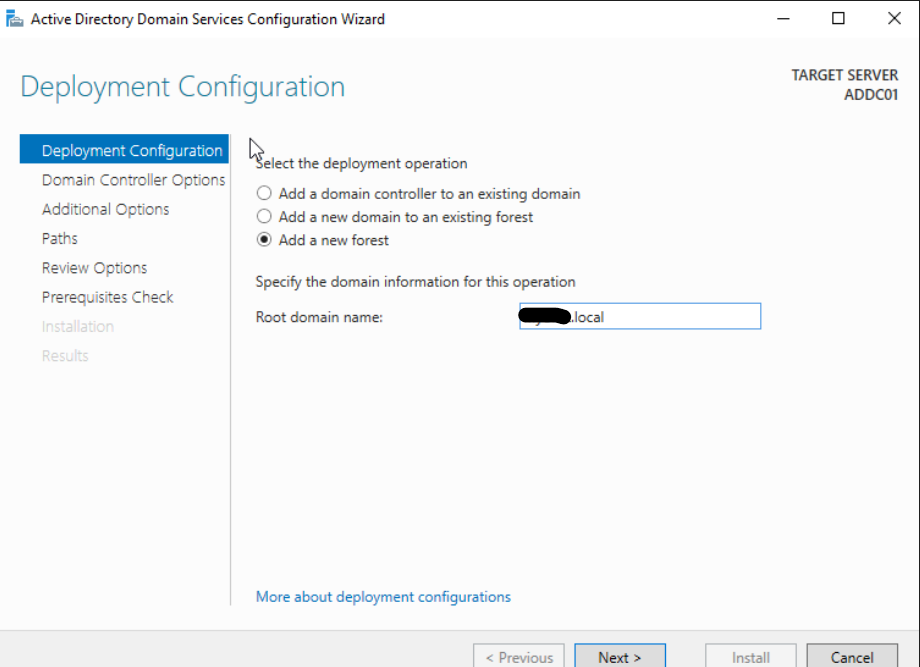 Active Directory Domain Services Configuration Wizard
Deployment Configuration
TARGET SERVER
ADDC01
Deployment Configuration
Domain Controller Options
Additional Options
Paths
Review Options
Prerequisites Check
Installation
Results
Select the deployment operation
Add a domain controller to an existing domain
Add a new domain to an existing forest
Add a new forest
Specify the domain information for this operation
Root domain name:
.local
More about deployment configurations
< Previous
Next >
Install
Cancel